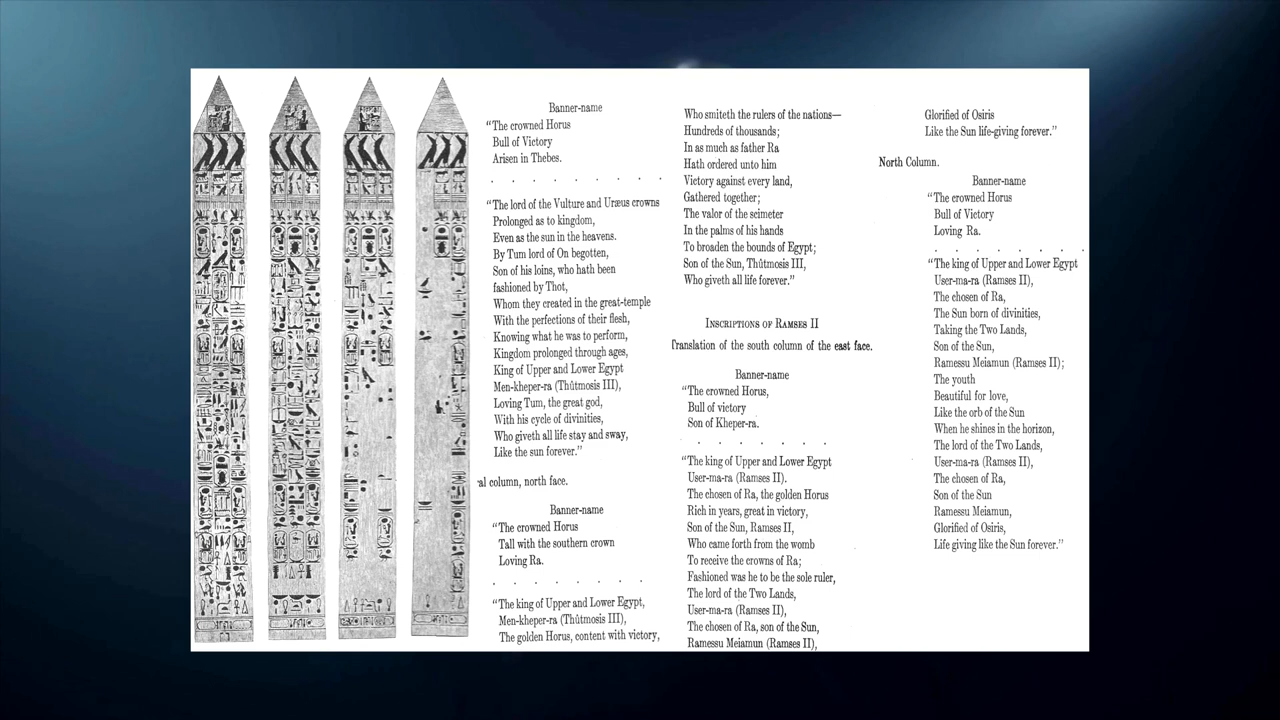 Banner-name
“The crowned Horus
Bull of Victory
Arisen in Thebes.
. . . . . . . . .
“The lord of the Vulture and Uræus crowns
Prolonged as to kingdom,
Even as the sun in the heavens.
By Tum lord of On begotten,
Son of his loins, who hath been
fashioned by Thot,
Whom they created in the great-temple
With the perfections of their flesh,
Knowing what he was to perform,
Kingdom prolonged through ages,
King of Upper and Lower Egypt
Men-kheper-ra (Thûtmosis III),
Loving Tum, the great god,
With his cycle of divinities,
Who giveth all life stay and sway,
Like the sun forever.”
al column, north face.
Banner-name
“The crowned Horus
Tall with the southern crown
Loving Ra.
. . . . . . . .
“The king of Upper and Lower Egypt,
Men-kheper-ra (Thûtmosis III),
The golden Horus, content with victory,
Who smiteth the rulers of the nations—
Hundreds of thousands;
In as much as father Ra
Hath ordered unto him
Victory against every land,
Gathered together;
The valor of the scimeter
In the palms of his hands
To broaden the bounds of Egypt;
Son of the Sun, Thûtmosis III,
Who giveth all life forever.”
INSCRIPTIONS OF RAMSES II
Translation of the south column of the east face.
Banner-name
“The crowned Horus,
Bull of victory
Son of Kheper-ra.
. . . . . . .
“The king of Upper and Lower Egypt
User-ma-ra (Ramses II).
The chosen of Ra, the golden Horus
Rich in years, great in victory,
Son of the Sun, Ramses II,
Who came forth from the womb
To receive the crowns of Ra;
Fashioned was he to be the sole ruler,
The lord of the Two Lands,
User-ma-ra (Ramses II),
The chosen of Ra, son of the Sun,
Ramessu Meiamun (Ramses II),
Glorified of Osiris
Like the Sun life-giving forever.”
North Column.
Banner-name
“The crowned Horus
Bull of Victory
Loving Ra.
. . . . . . . .
“The king of Upper and Lower Egypt
User-ma-ra (Ramses II),
The chosen of Ra,
The Sun born of divinities,
Taking the Two Lands,
Son of the Sun,
Ramessu Meiamun (Ramses II);
The youth
Beautiful for love,
Like the orb of the Sun
When he shines in the horizon,
The lord of the Two Lands,
User-ma-ra (Ramses II),
The chosen of Ra,
Son of the Sun
Ramessu Meiamun,
Glorified of Osiris,
Life giving like the Sun forever.”